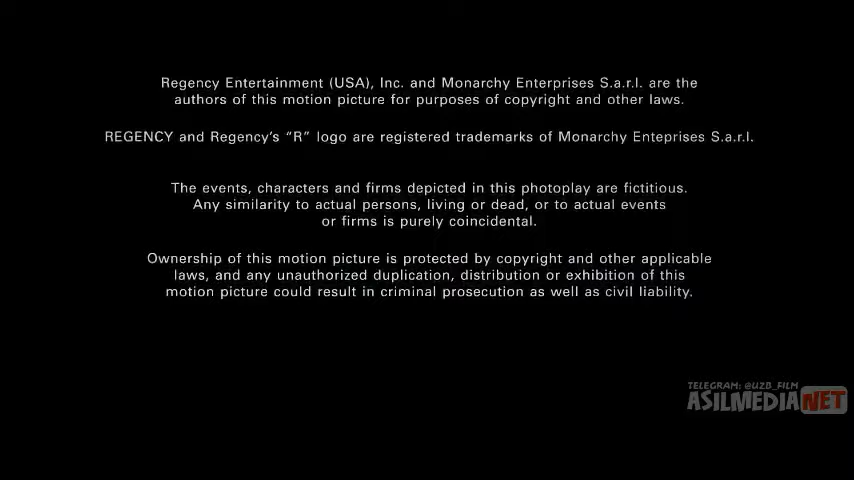 Regency Entertainment (USA), Inc. and Monarchy Enterprises S.a.r.l. are the
authors of this motion picture for purposes of copyright and other laws.
REGENCY and Regency's “R” logo are registered trademarks of Monarchy Enteprises S.a.r.l.
The events, characters and firms depicted in this photoplay are fictitious.
Any similarity to actual persons, living or dead, or to actual events
or firms is purely coincidental.
Ownership of this motion picture is protected by copyright and other applicable
laws, and any unauthorized duplication, distribution or exhibition of this
motion picture could result in criminal prosecution as well as civil liability.
TELEGRAM: @UZB_FILM
ASILMEDIA NET